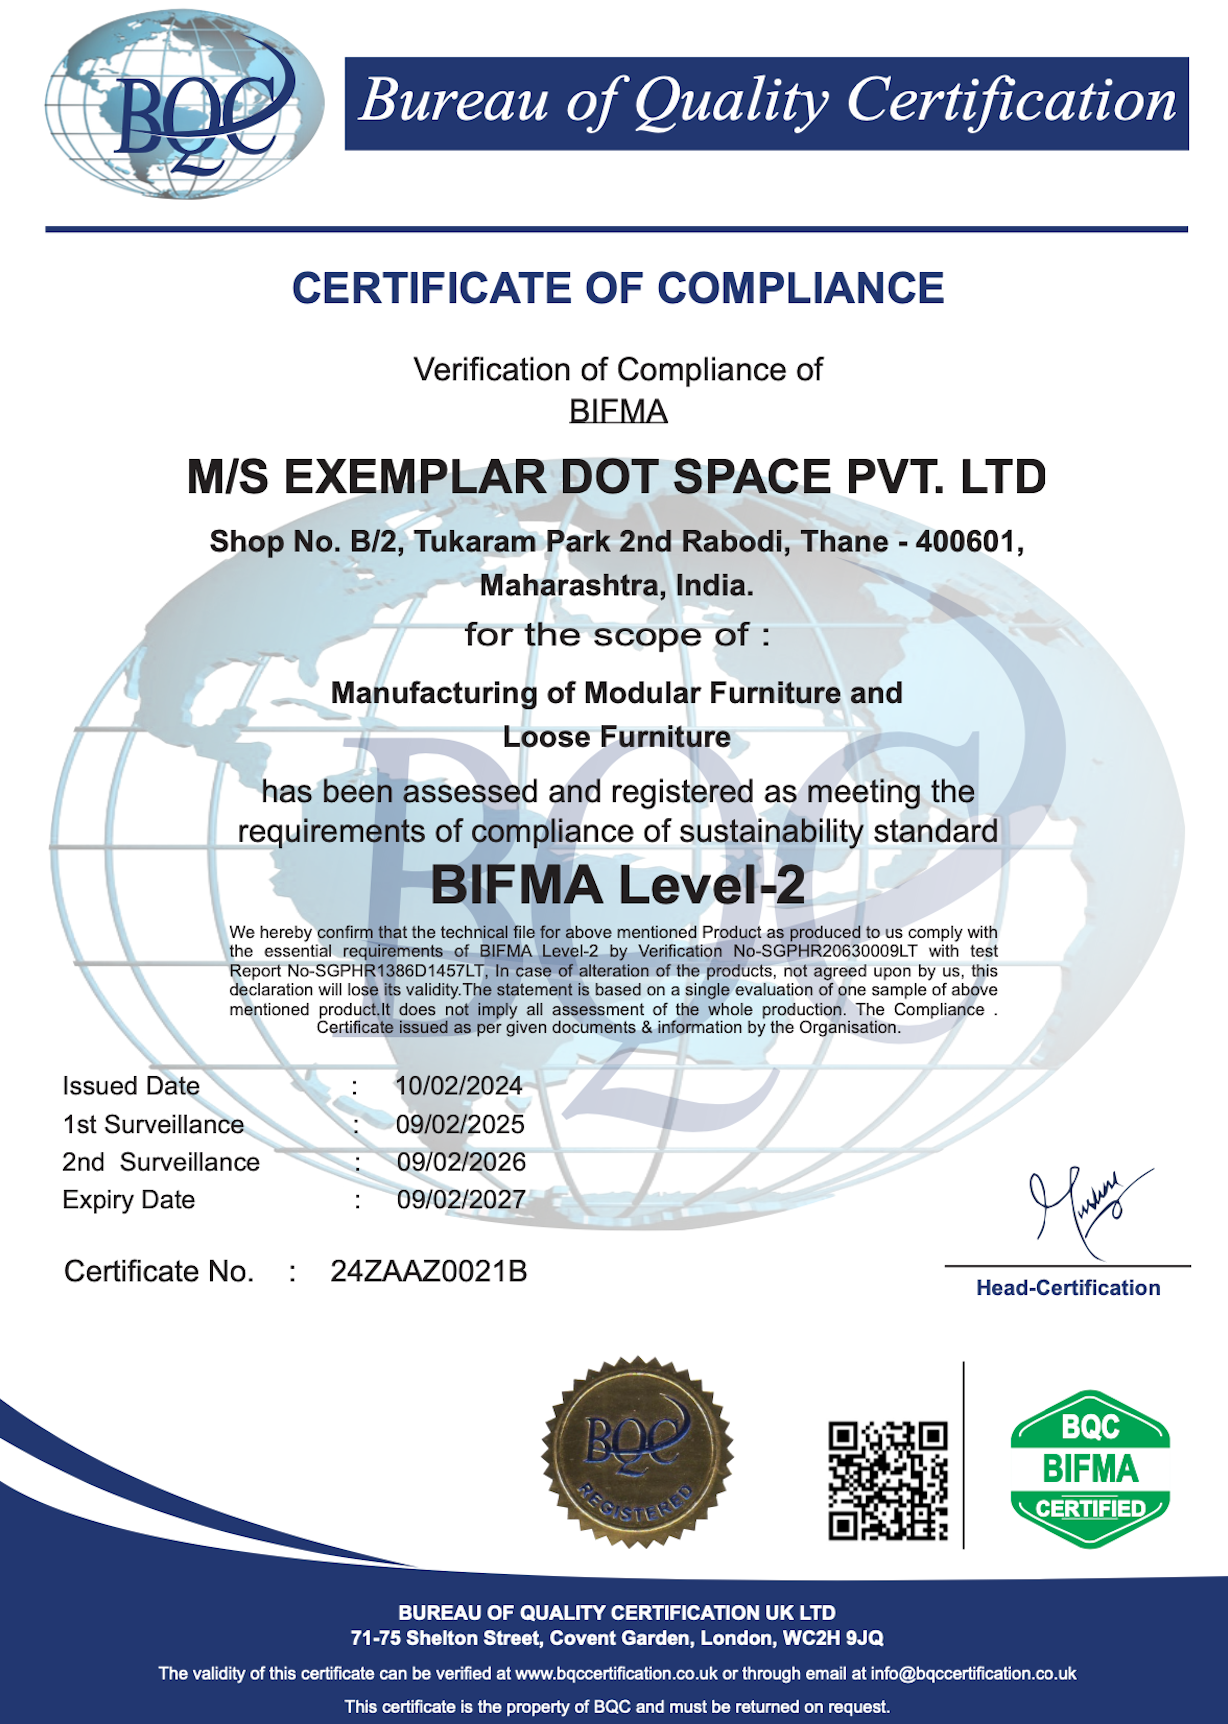 BQC
Bureau of Quality Certification
CERTIFICATE OF COMPLIANCE
Verification of Compliance of
BIFMA
M/S EXEMPLAR DOT SPACE PVT. LTD
Shop No. B/2, Tukaram Park 2nd Rabodi, Thane - 400601,
Maharashtra, India.
for the scope of :
Manufacturing of Modular Furniture and
Loose Furniture
has been assessed and registered as meeting the
requirements of compliance of sustainability standard
BIFMA Level-2
We hereby confirm that the technical file for above mentioned Product as produced to us comply with
the essential requirements of BIFMA Level-2 by Verification No-SGPHR20630009LT with test
Report No-SGPHR1386D1457LT, In case of alteration of the products, not agreed upon by us, this
declaration will lose its validity.The statement is based on a single evaluation of one sample of above
mentioned product.It does not imply all assessment of the whole production. The Compliance .
Certificate issued as per given documents & information by the Organisation.
Issued Date : 10/02/2024
1st Surveillance : 09/02/2025
2nd Surveillance : 09/02/2026
Expiry Date : 09/02/2027
Certificate No. : 24ZAAZ0021B
Head-Certification
BQC
REGISTERED
BQC
BIFMA
CERTIFIED
BUREAU OF QUALITY CERTIFICATION UK LTD
71-75 Shelton Street, Covent Garden, London, WC2H 9JQ
The validity of this certificate can be verified at www.bqccertification.co.uk or through email at info@bqccertification.co.uk
This certificate is the property of BQC and must be returned on request.